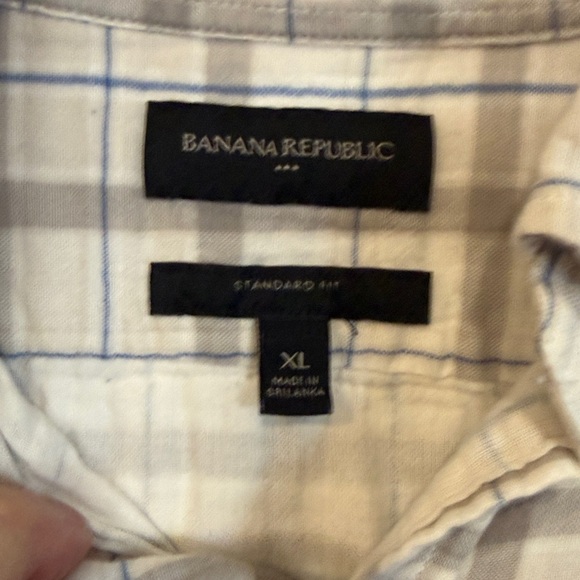 BANANA REPUBLIC
STANDARD FIT
XL
MADE IN
SRI LANKA